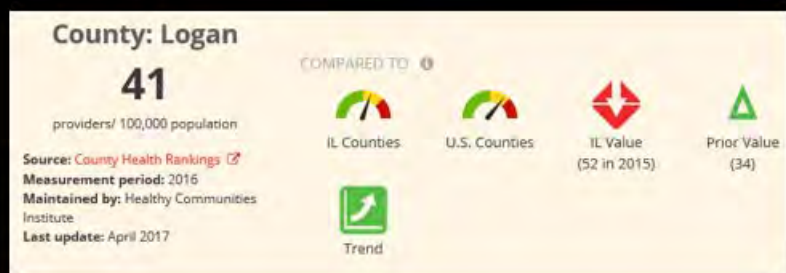 County: Logan
41
providers/ 100,000 population
Source: County Health Rankings
Measurement period: 2016
Maintained by: Healthy Communities
Institute
Last update: April 2017
COMPARED TO
IL Counties
U.S. Counties
IL Value
(52 in 2015)
Prior Value
(34)
Trend